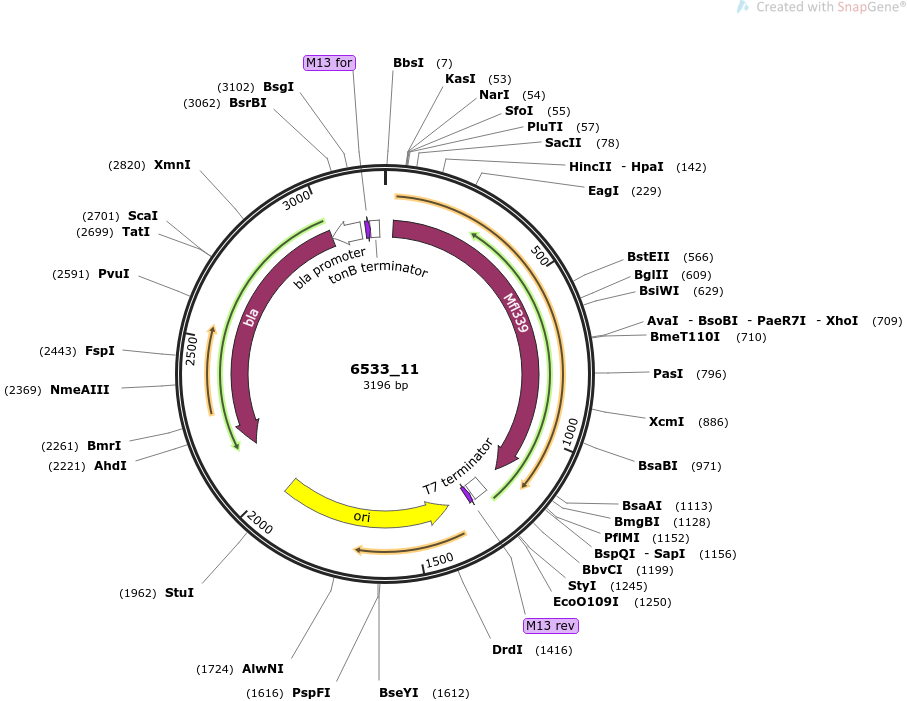 Created with SnapGene®
M13 for
BbsI (7)
KasI (53)
NarI (54)
SfoI (55)
PluTI (57)
SacII (78)
HincII - HpaI (142)
EagI (229)
BstEII (566)
BglII (609)
BsiWI (629)
AvaI - BsoBI - PaeR7I - XhoI (709)
BmeT110I (710)
PasI (796)
XcmI (886)
BsaBI (971)
BsaAI (1113)
BmgBI (1128)
PflMI (1152)
BspQI - SapI (1156)
BbvCI (1199)
StyI (1245)
EcoO109I (1250)
M13 rev
DrdI (1416)
BseYI (1612)
(1616) PspFI
(1724) AlwNI
(1962) StuI
(2221) AhdI
(2261) BmrI
(2369) NmeAIII
(2443) FspI
(2591) PvuI
(2699) TatI
(2701) ScaI
(2820) XmnI
(3062) BsrBI
(3102) BsgI
500
1000
1500
2000
2500
3000
bla promoter
tonB terminator
Mfl339
bla
T7 terminator
ori
6533_11
3196 bp